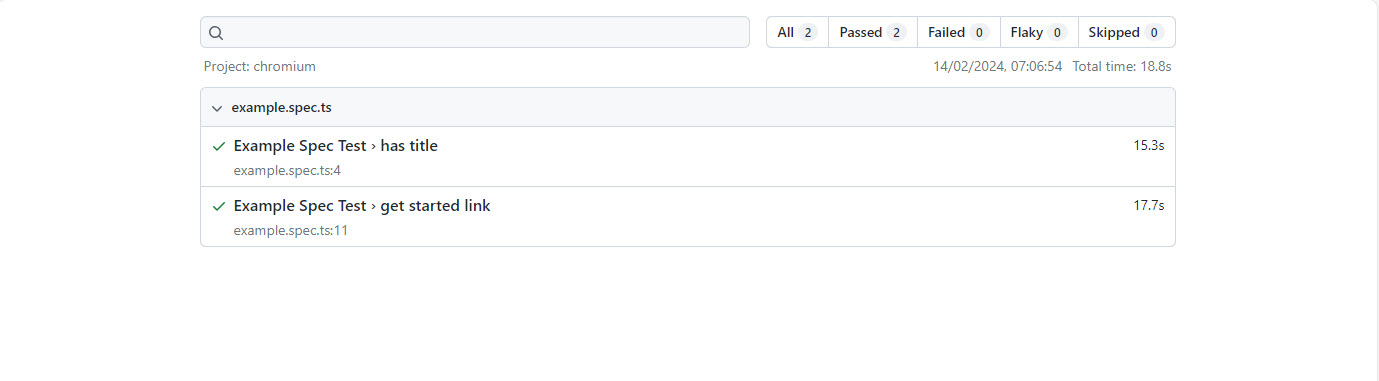 All 2 Passed 2 Failed 0 Flaky 0 Skipped 0
Project: chromium 14/02/2024, 07:06:54 Total time: 18.8s
example.spec.ts
Example Spec Test › has title 15.3s
example.spec.ts:4
Example Spec Test › get started link 17.7s
example.spec.ts:11